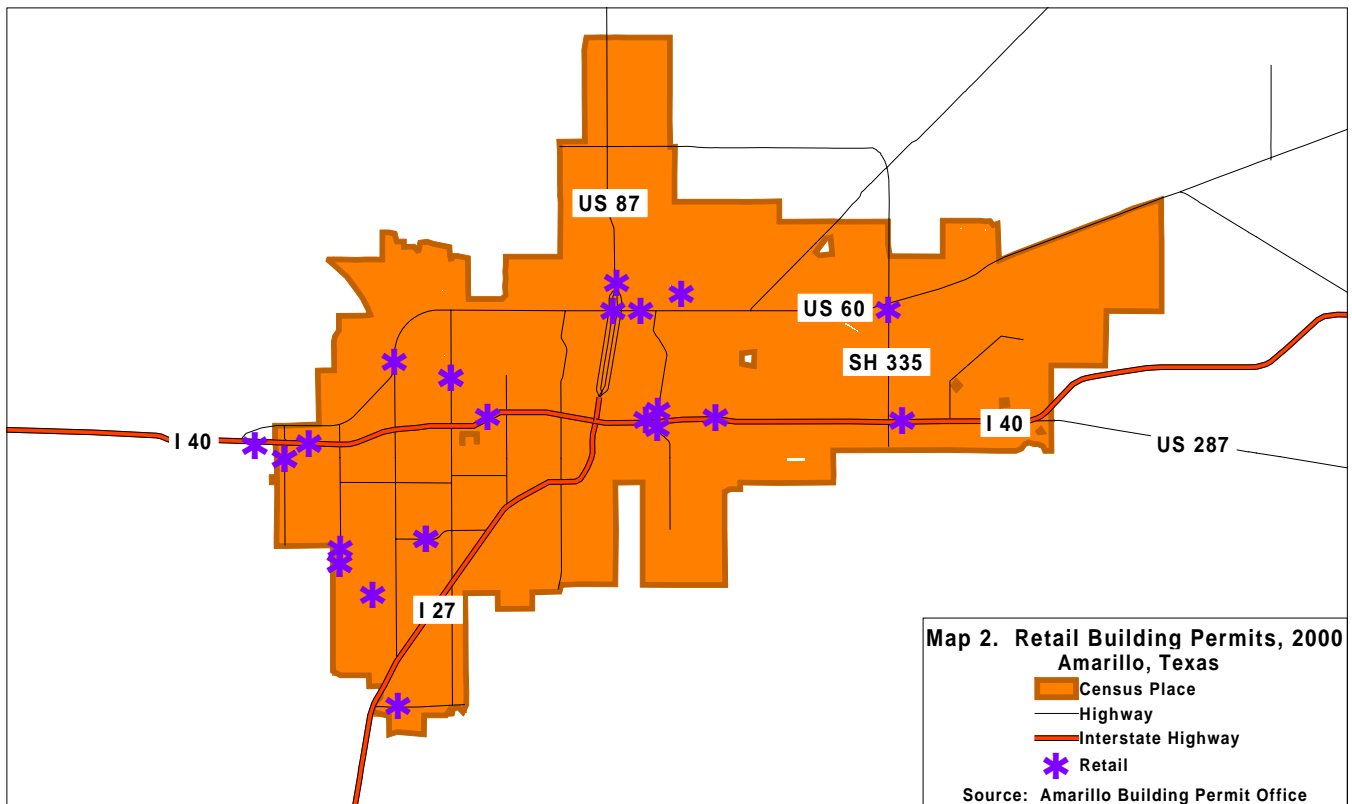 US 87
US 60
SH 335
I 40
I 40
US 287
I 27
Map 2. Retail Building Permits, 2000
Amarillo, Texas
Census Place
Highway
Interstate Highway
Retail
Source: Amarillo Building Permit Office